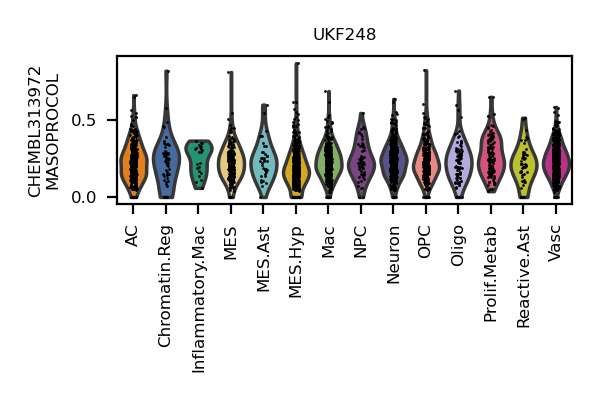 UKF248
CHEMBL313972
MASOPROCOL
0.5
0.0
AC
Chromatin.Reg
Inflammatory.Mac
MES
MES.Ast
MES.Hyp
Mac
NPC
Neuron
OPC
Oligo
Prolif.Metab
Reactive.Ast
Vasc